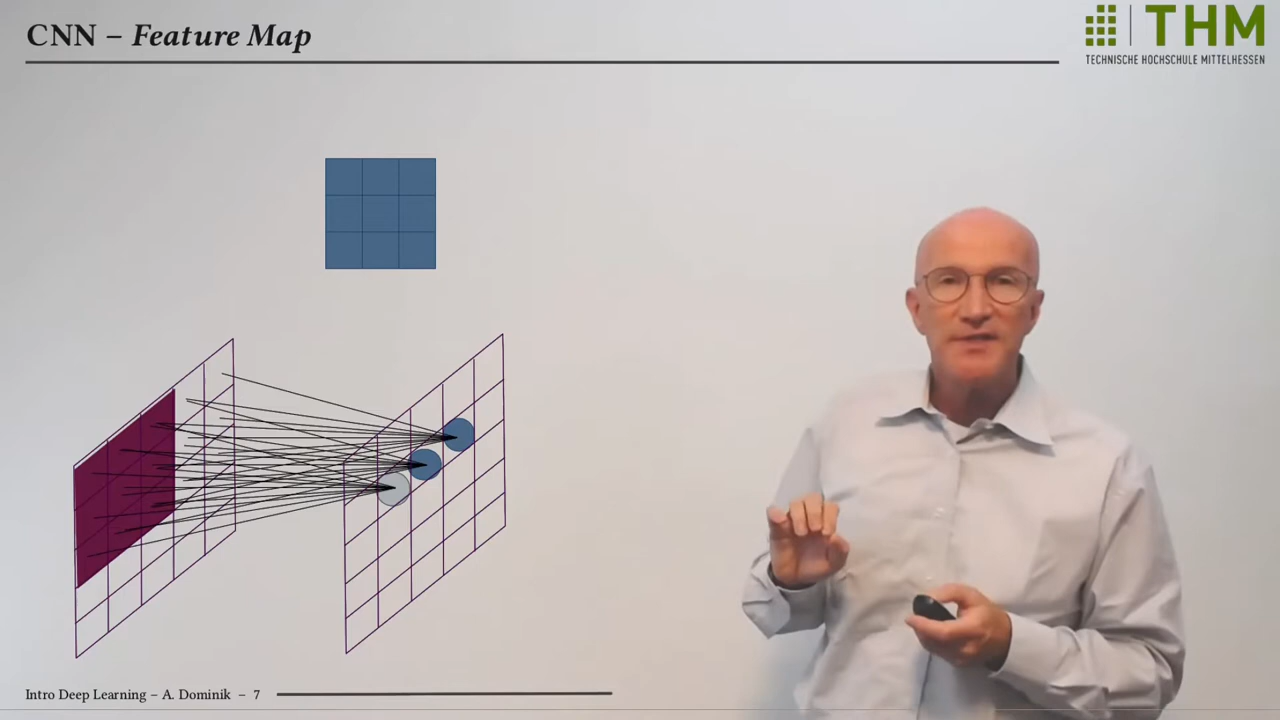 CNN – Feature Map
THM
TECHNISCHE HOCHSCHULE MITTELHESSEN
Intro Deep Learning – A. Dominik – 7